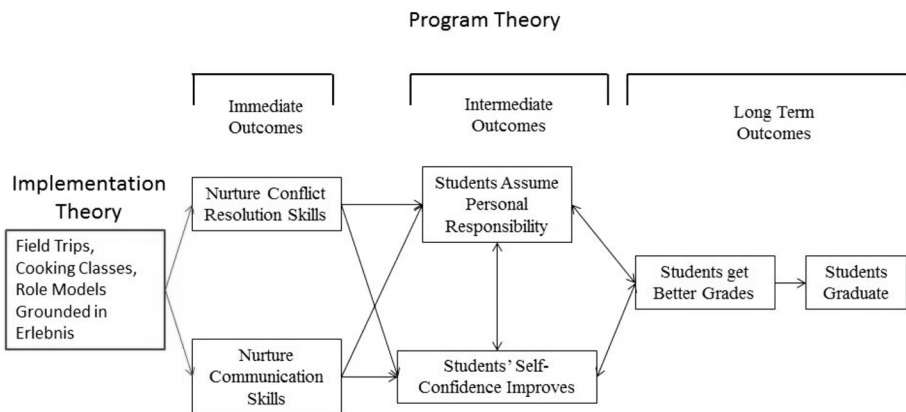 Program Theory
Immediate
Outcomes
Intermediate
Outcomes
Long Term
Outcomes
Implementation
Theory
Field Trips,
Cooking Classes,
Role Models
Grounded in
Erlebnis
Nurture Conflict
Resolution Skills
Nurture
Communication
Skills
Students Assume
Personal
Responsibility
Students' Self-
Confidence Improves
Students get
Better Grades
Students
Graduate